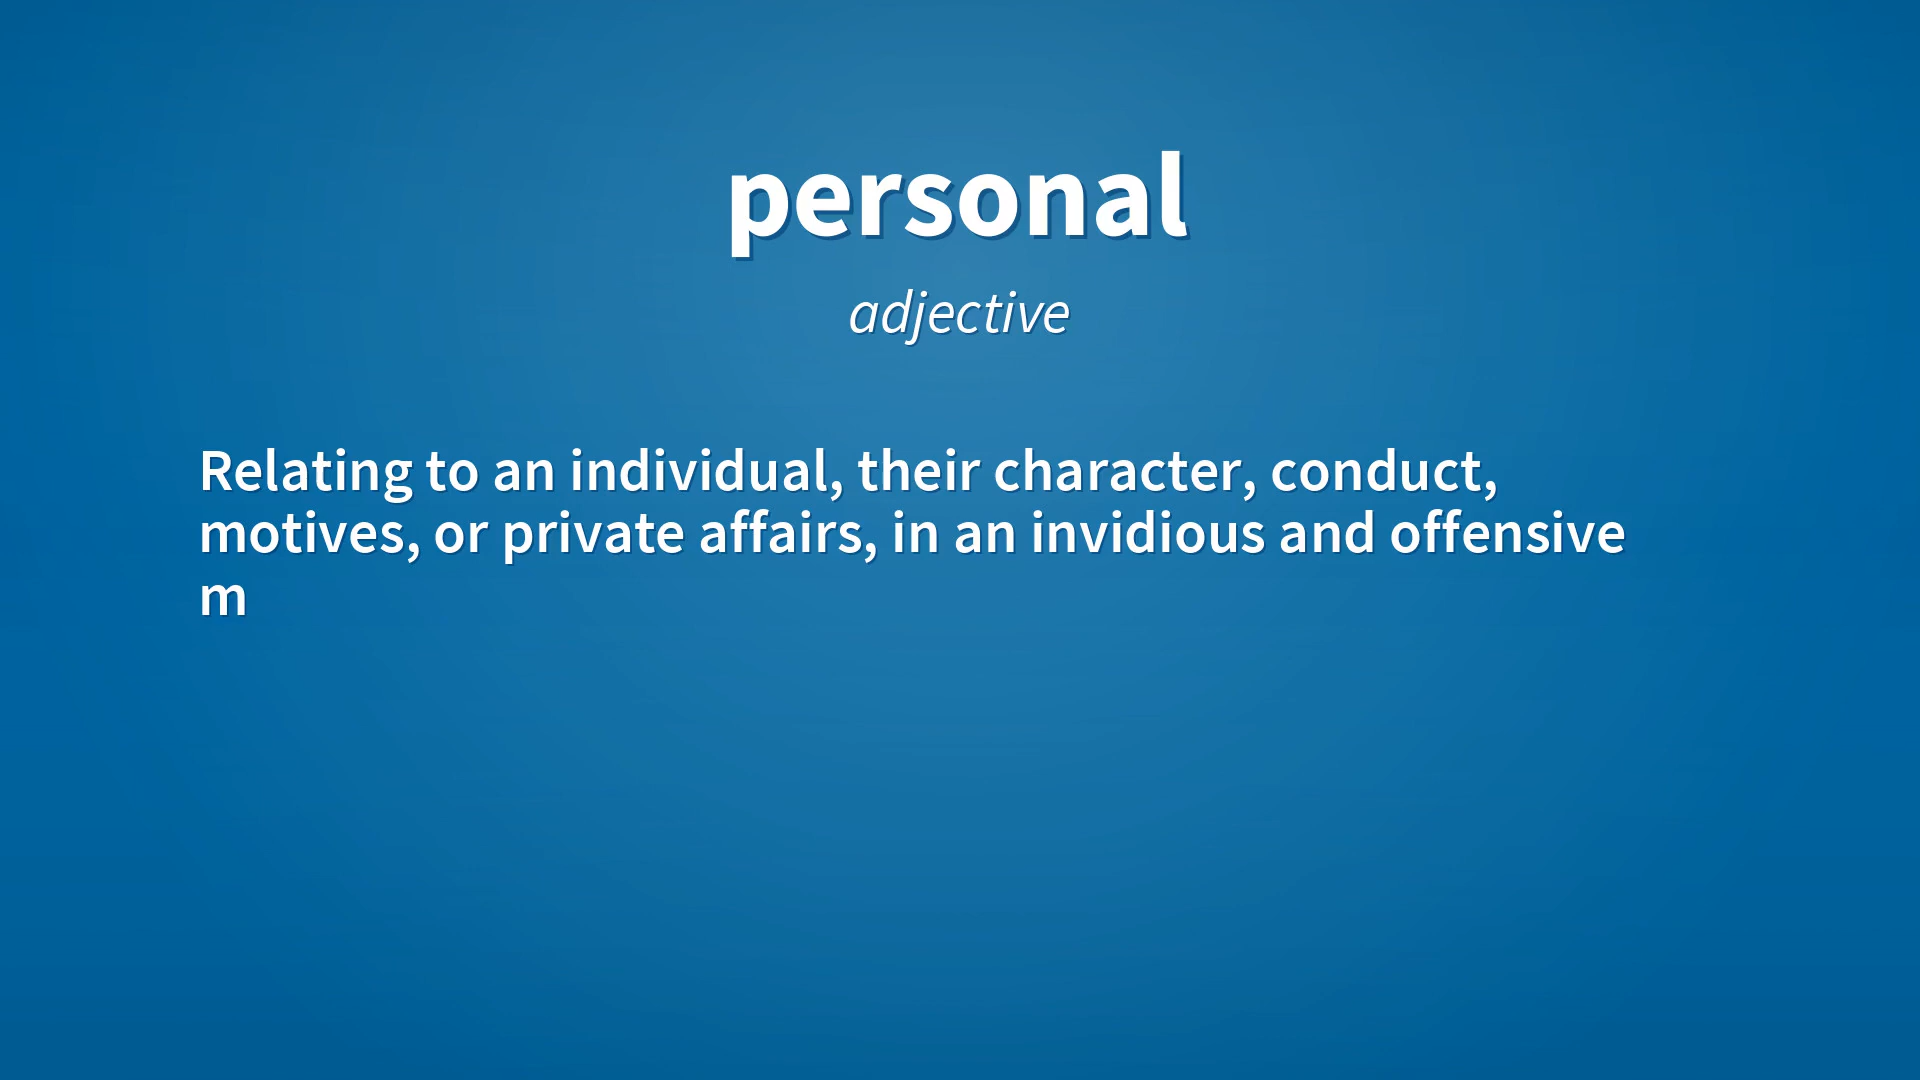 personal
adjective
Relating to an individual, their character, conduct,
motives, or private affairs, in an invidious and offensive
m